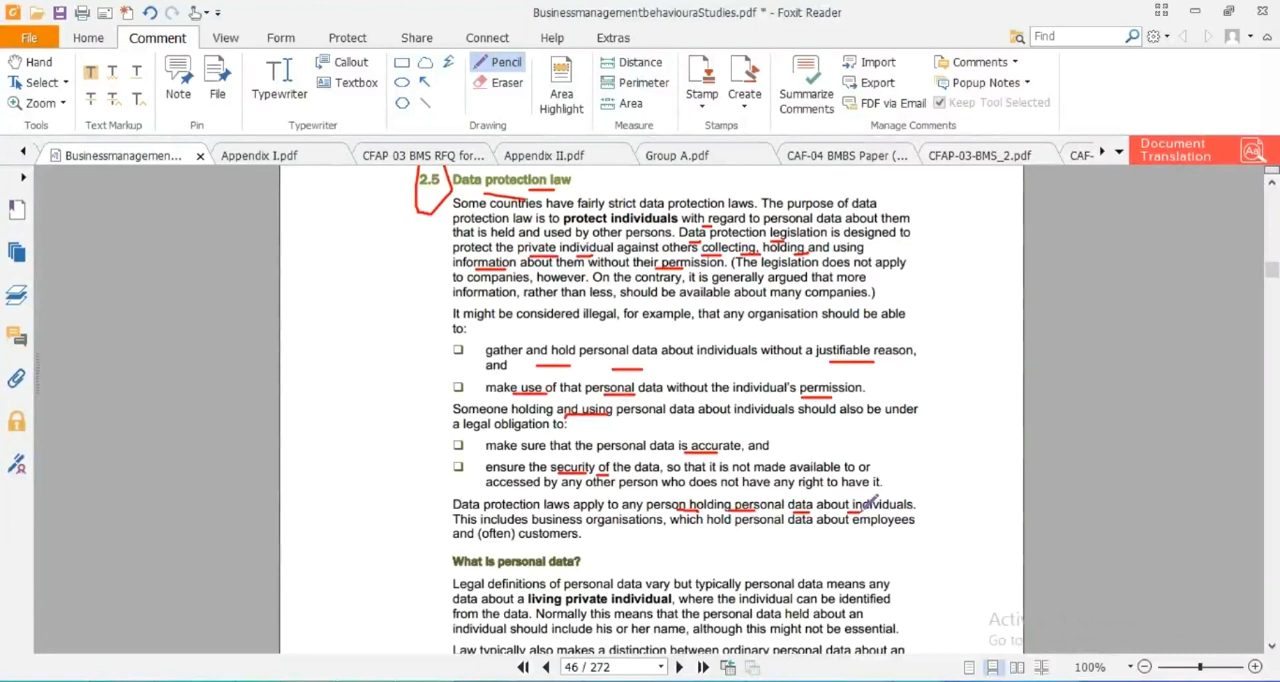 BusinessmanagementbehaviouraStudies.pdf * - Foxit Reader
File Home Comment View Form Protect Share Connect Help Extras Find
Hand Select Zoom
Tools
Text Markup
Note File
Pin
Typewriter Callout Textbox
Typewriter
Pencil Eraser Area Highlight
Drawing
Distance Perimeter Area
Measure
Stamp Create
Stamps
Summarize Comments Import Export FDF via Email Comments Popup Notes Keep Tool Selected
Manage Comments
Businessmanagemen... Appendix I.pdf CFAP 03 BMS RFQ for... Appendix II.pdf Group A.pdf CAF-04 BMBS Paper (... CFAP-03-BMS_2.pdf CAF-
Document Translation
2.5 Data protection law
Some countries have fairly strict data protection laws. The purpose of data
protection law is to protect individuals with regard to personal data about them
that is held and used by other persons. Data protection legislation is designed to
protect the private individual against others collecting, holding and using
information about them without their permission. (The legislation does not apply
to companies, however. On the contrary, it is generally argued that more
information, rather than less, should be available about many companies.)
It might be considered illegal, for example, that any organisation should be able
to:
gather and hold personal data about individuals without a justifiable reason,
and
make use of that personal data without the individual's permission.
Someone holding and using personal data about individuals should also be under
a legal obligation to:
make sure that the personal data is accurate, and
ensure the security of the data, so that it is not made available to or
accessed by any other person who does not have any right to have it.
Data protection laws apply to any person holding personal data about individuals.
This includes business organisations, which hold personal data about employees
and (often) customers.
What is personal data?
Legal definitions of personal data vary but typically personal data means any
data about a living private individual, where the individual can be identified
from the data. Normally this means that the personal data held about an
individual should include his or her name, although this might not be essential.
Law typically also makes a distinction between ordinary personal data about an
Activ
Go to
46 / 272
100%